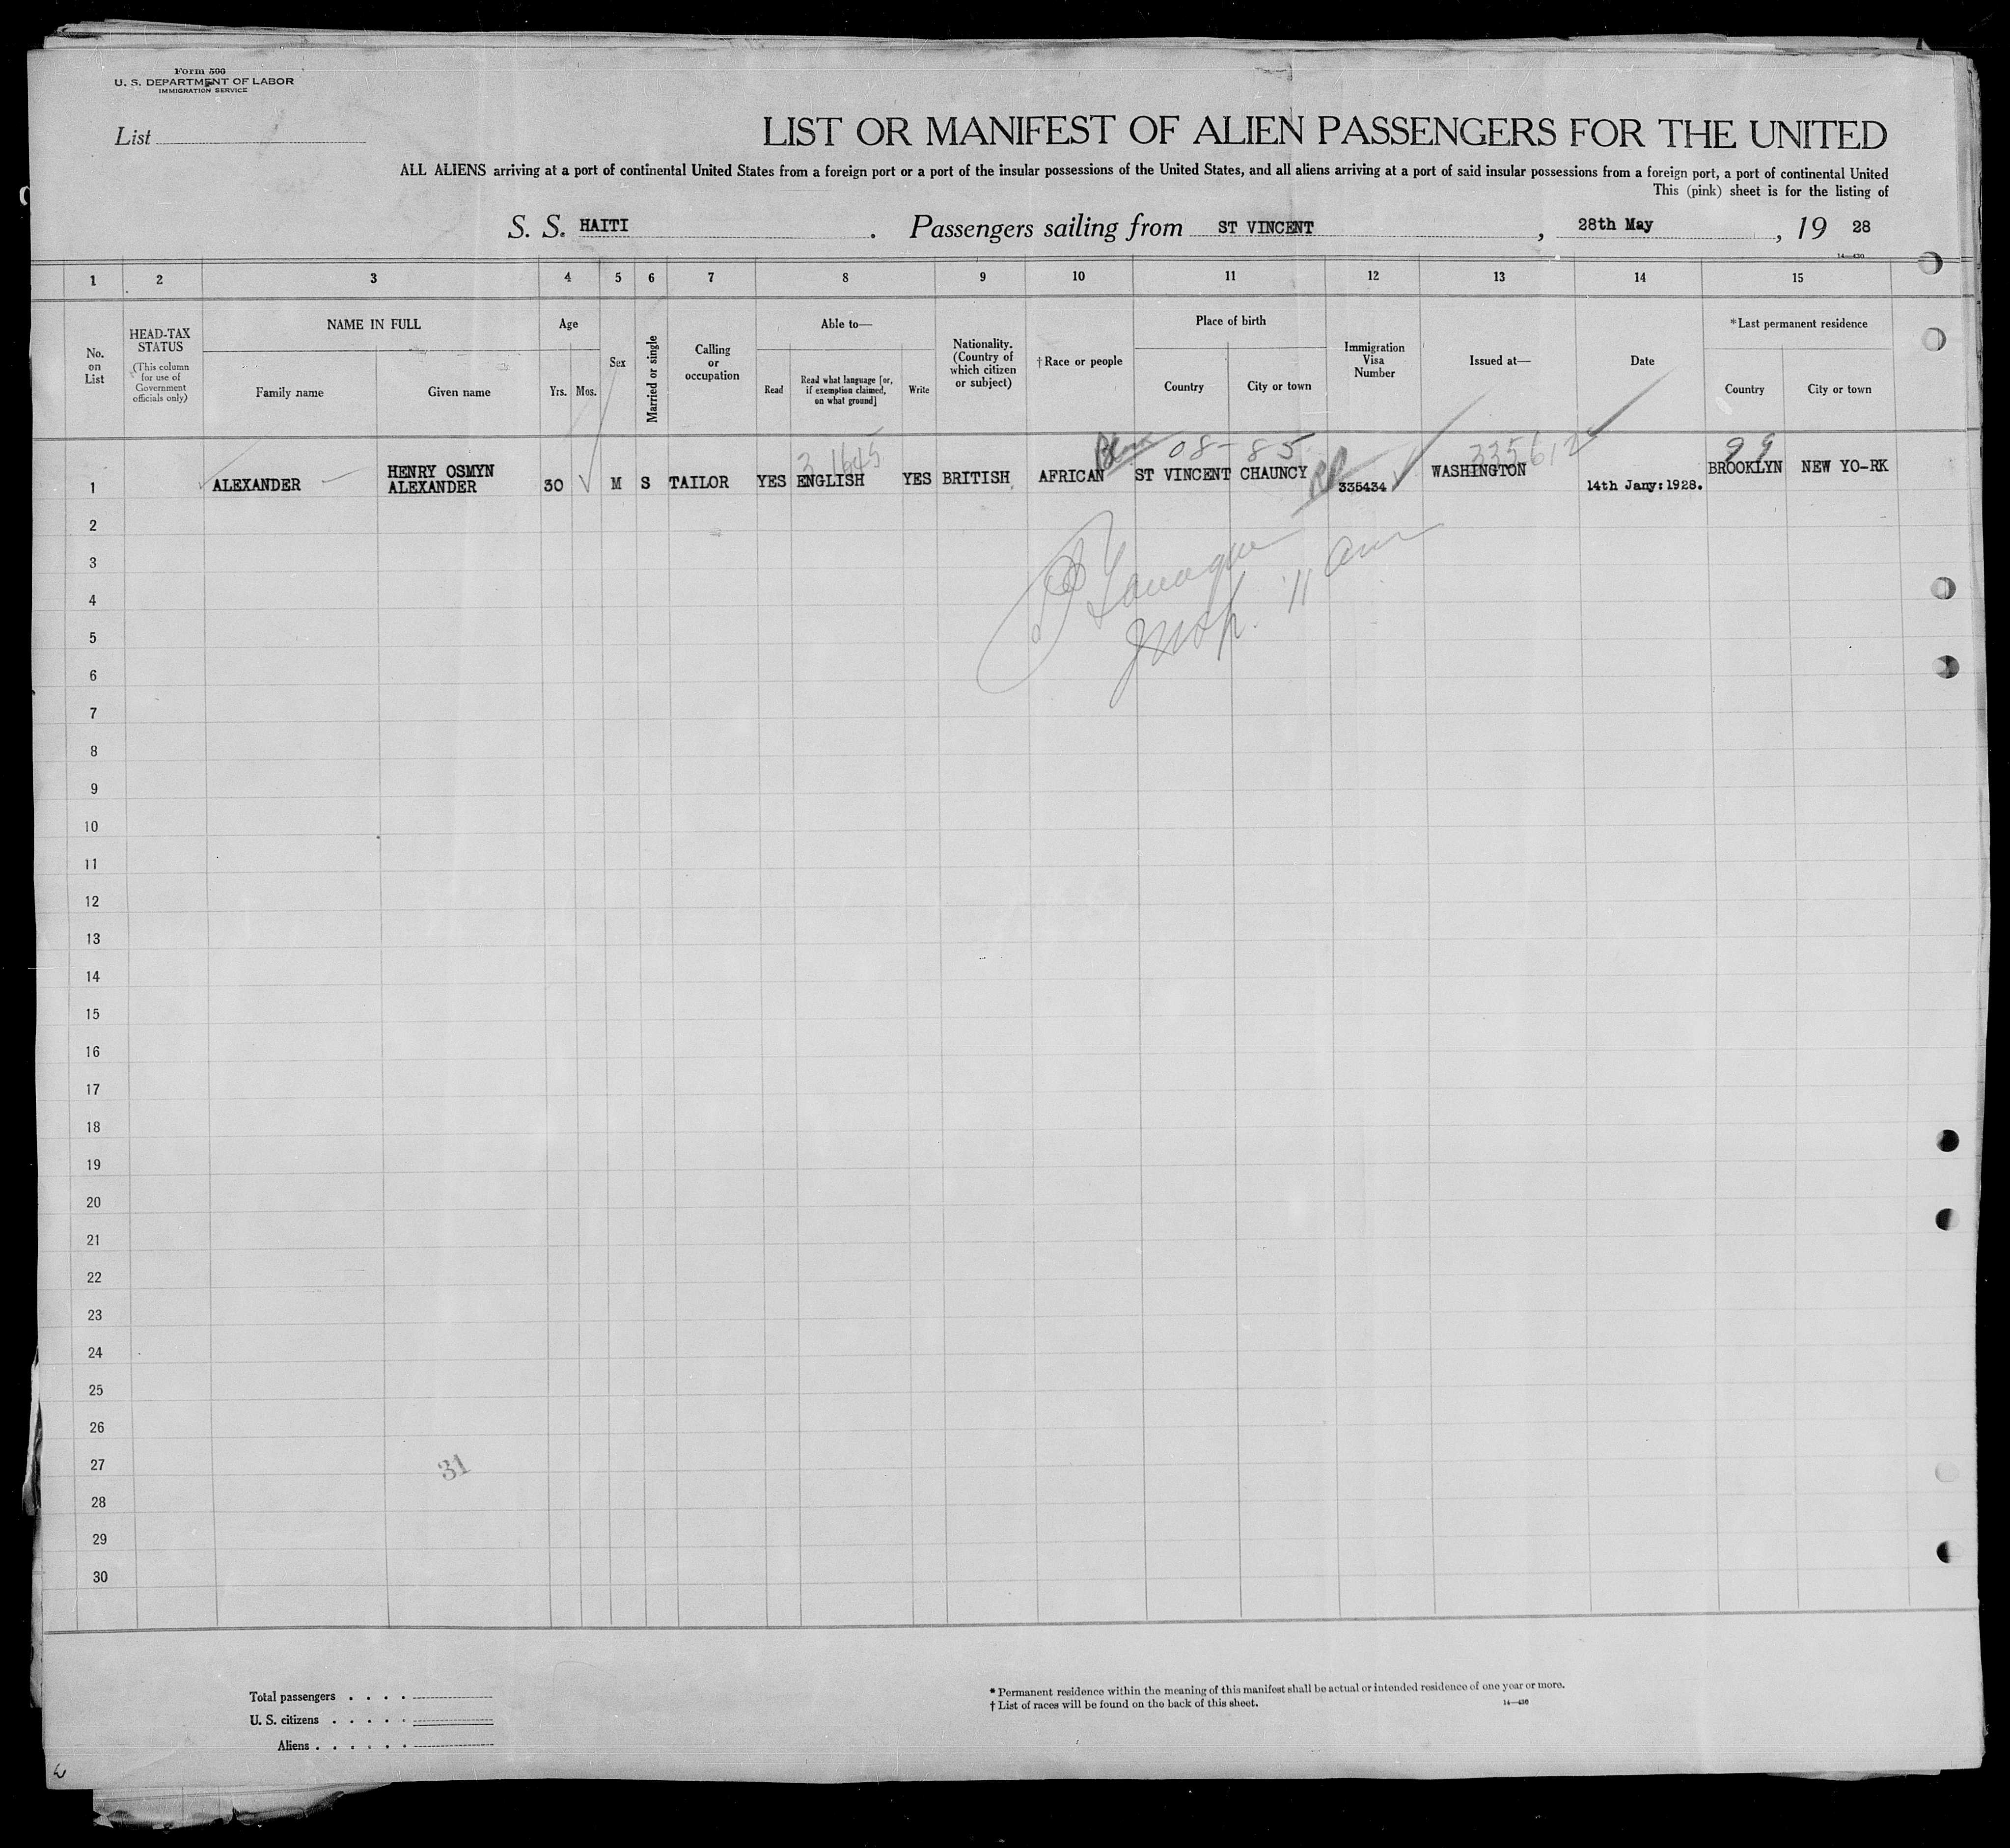 Form 500
U. S. DEPARTMENT OF LABOR
IMMIGRATION SERVICE
List
LIST OR MANIFEST OF ALIEN PASSENGERS FOR THE UNITED
ALL ALIENS arriving at a port of continental United States from a foreign port or a port of the insular possessions of the United States, and all aliens arriving at a port of said insular possessions from a foreign port, a port of continental United
This (pink) sheet is for the listing of
S. S. HAITI . Passengers sailing from ST VINCENT , 28th May , 19 28
14—430
1 2 3 4 5 6 7 8 9 10 11 12 13 14 15
No. on List
HEAD-TAX STATUS
(This column for use of Government officials only)
NAME IN FULL
Family name
Given name
Age
Yrs.
Mos.
Sex
Married or single
Calling or occupation
Able to—
Read
Read what language [or, if exemption claimed, on what ground]
Write
Nationality. (Country of which citizen or subject)
†Race or people
Place of birth
Country
City or town
Immigration Visa Number
Issued at—
Date
*Last permanent residence
Country
City or town
3 1645
08-85
335612
99
1 ALEXANDER HENRY OSMYN ALEXANDER 30 M S TAILOR YES ENGLISH YES BRITISH AFRICAN ST VINCENT CHAUNCY 335434 WASHINGTON 14th Jany:1928. BROOKLYN NEW YO-RK
2
3
4
5
Insp.
6
7
8
9
10
11
12
13
14
15
16
17
18
19
20
21
22
23
24
25
26
27
31
28
29
30
Total passengers . . . .
U. S. citizens . . . . .
Aliens . . . . . .
* Permanent residence within the meaning of this manifest shall be actual or intended residence of one year or more.
† List of races will be found on the back of this sheet.
14—430